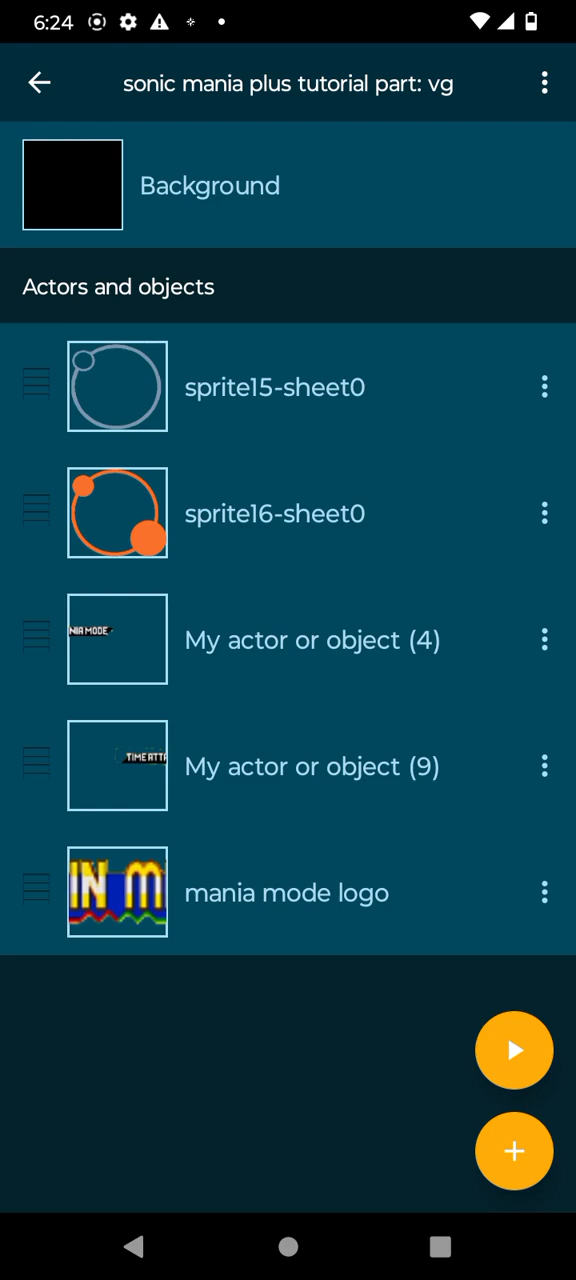 6:24
sonic mania plus tutorial part: vg
Background
Actors and objects
sprite15-sheet0
sprite16-sheet0
NIA MODE
My actor or object (4)
TIME ATTA
My actor or object (9)
IN M
mania mode logo